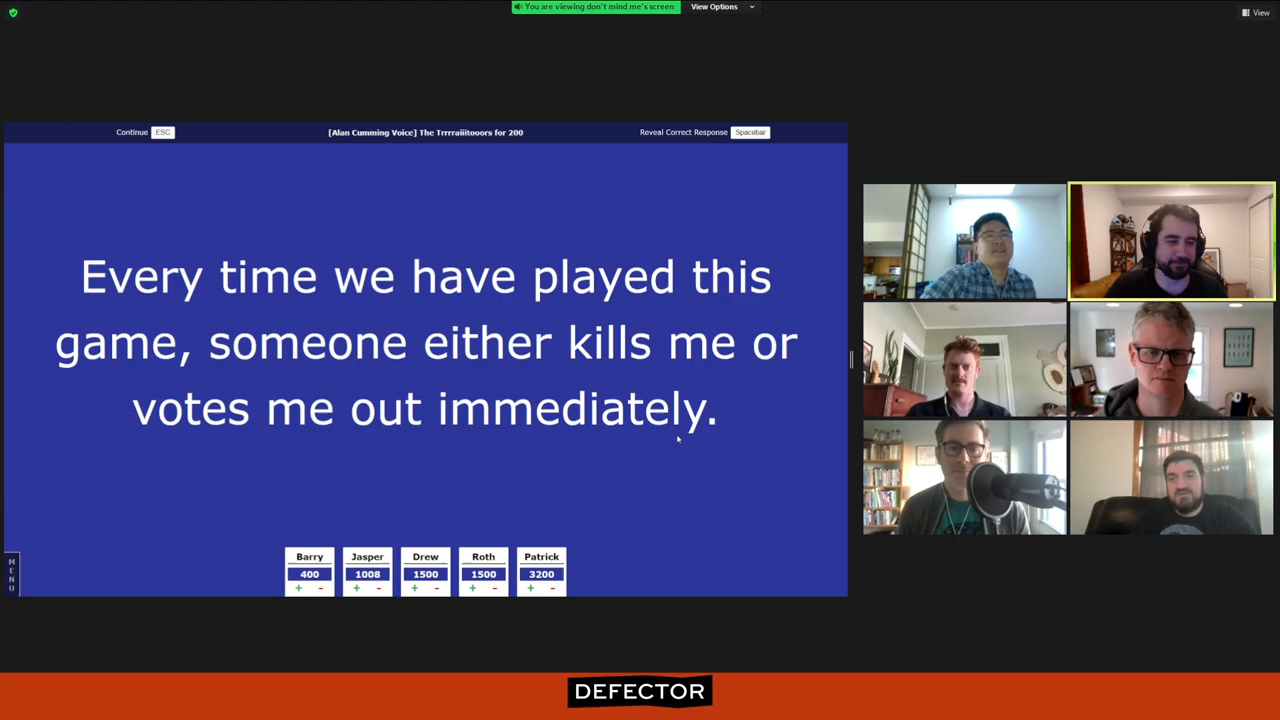 You are viewing don't mind me's screen
View Options
View
Continue ESC
[Alan Cumming Voice] The Trrrraiiitooors for 200
Reveal Correct Response Spacebar
Every time we have played this
game, someone either kills me or
votes me out immediately.
MENU
Barry Jasper Drew Roth Patrick
400 1008 1500 1500 3200
+ - + - + - + - + -
DEFECTOR